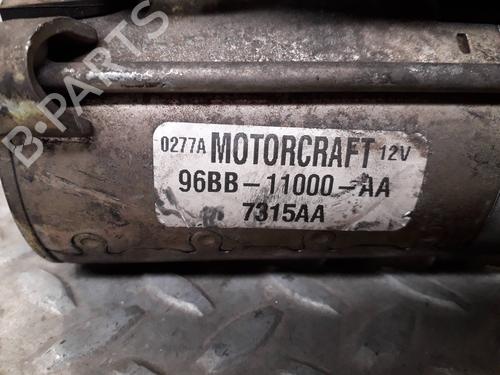 B-PARTS
0277A MOTORCRAFT 12V
96BB-11000-AA
7315AA